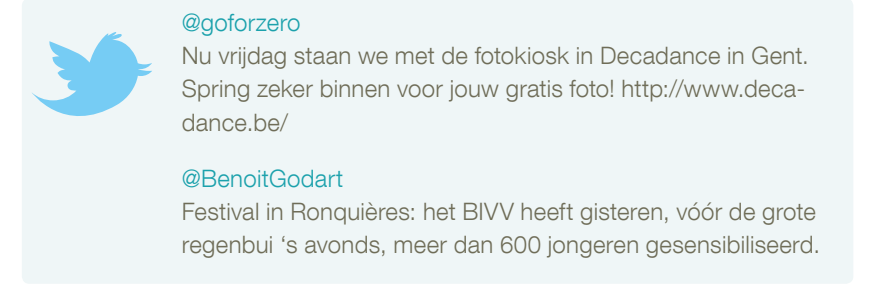 @goforzero
Nu vrijdag staan we met de fotokiosk in Decadance in Gent.
Spring zeker binnen voor jouw gratis foto! http://www.deca-
dance.be/
@BenoitGodart
Festival in Ronquières: het BIVV heeft gisteren, vóór de grote
regenbui ‘s avonds, meer dan 600 jongeren gesensibiliseerd.